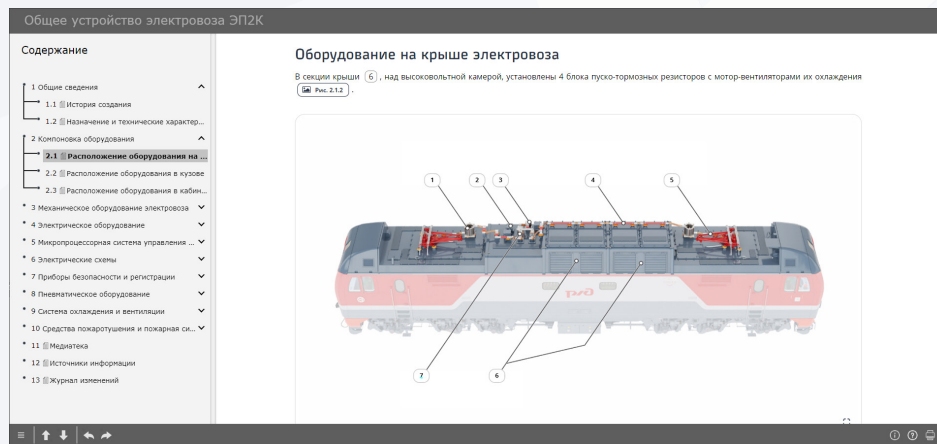 Общее устройство электровоза ЭП2К
Содержание
1 Общие сведения
1.1 История создания
1.2 Назначение и технические характер...
2 Компоновка оборудования
2.1 Расположение оборудования на ...
2.2 Расположение оборудования в кузове
2.3 Расположение оборудования в кабин...
3 Механическое оборудование электровоза
4 Электрическое оборудование
5 Микропроцессорная система управления ...
6 Электрические схемы
7 Приборы безопасности и регистрации
8 Пневматическое оборудование
9 Система охлаждения и вентиляции
10 Средства пожаротушения и пожарная си...
11 Медиатека
12 Источники информации
13 Журнал изменений
Оборудование на крыше электровоза
В секции крыши 6 , над высоковольтной камерой, установлены 4 блока пуско-тормозных резисторов с мотор-вентиляторами их охлаждения
Рис. 2.1.2 .
1 2 3 4 5
ржд
7 6